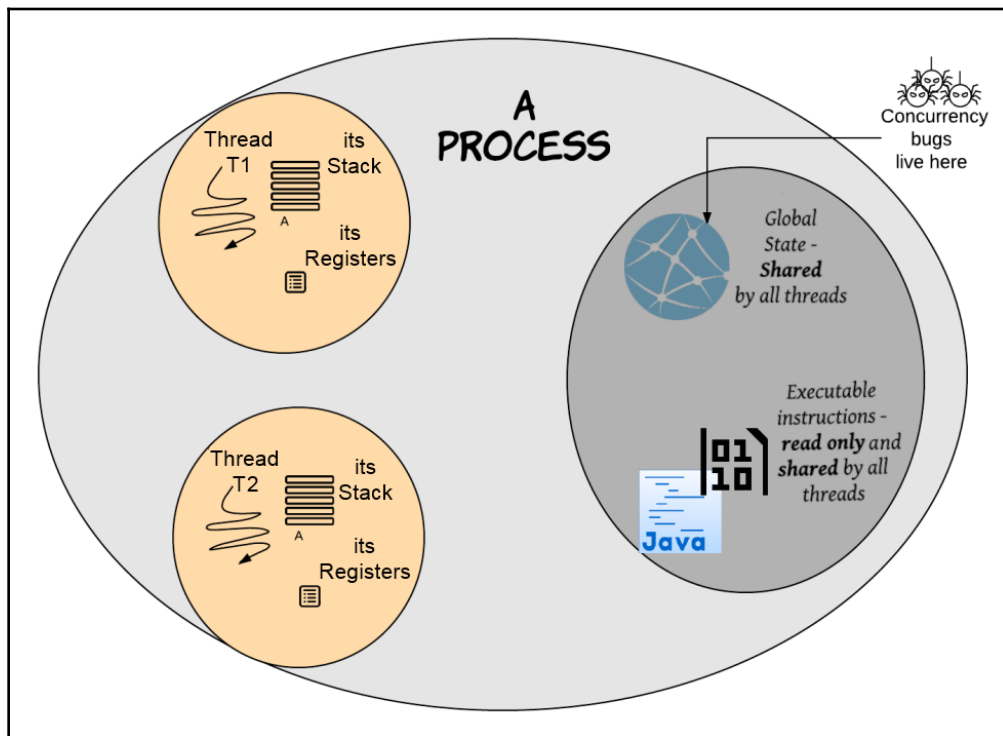 A
PROCESS
Concurrency
bugs
live here
Thread
T1
its
Stack
A
its
Registers
Global
State -
Shared
by all threads
Executable
instructions -
read only and
shared by all
threads
01
10
Java
Thread
T2
its
Stack
A
its
Registers